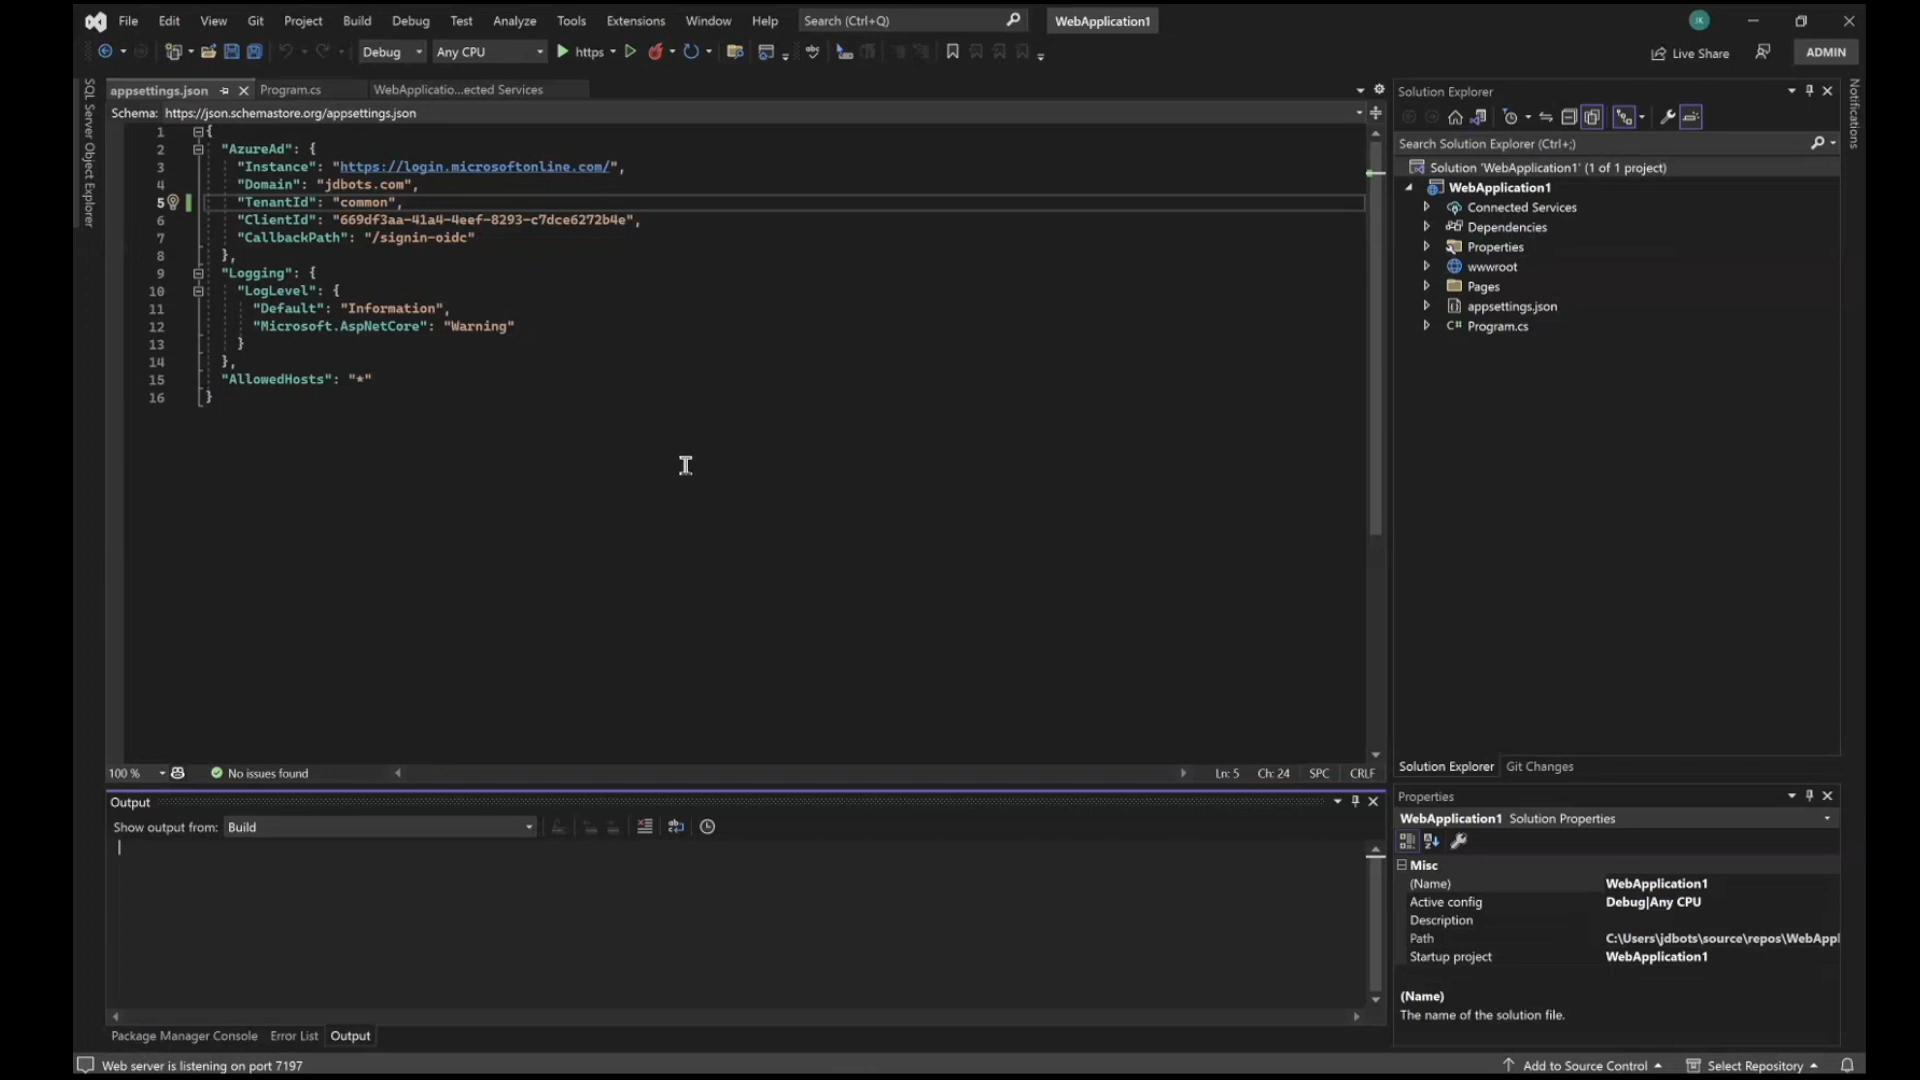 File Edit View Git Project Build Debug Test Analyze Tools Extensions Window Help Search (Ctrl+Q) WebApplication1 JK
Debug Any CPU https Live Share ADMIN
appsettings.json Program.cs WebApplicatio...ected Services
Schema: https://json.schemastore.org/appsettings.json
1 {
2 "AzureAd": {
3 "Instance": "https://login.microsoftonline.com/",
4 "Domain": "jdbots.com",
5 "TenantId": "common",
6 "ClientId": "669df3aa-41a4-4eef-8293-c7dce6272b4e",
7 "CallbackPath": "/signin-oidc"
8 },
9 "Logging": {
10 "LogLevel": {
11 "Default": "Information",
12 "Microsoft.AspNetCore": "Warning"
13 }
14 },
15 "AllowedHosts": "*"
16 }
100 % No issues found Ln: 5 Ch: 24 SPC CRLF
Output
Show output from: Build
Package Manager Console Error List Output
Web server is listening on port 7197
SQL Server Object Explorer
Solution Explorer
Search Solution Explorer (Ctrl+;)
Solution 'WebApplication1' (1 of 1 project)
WebApplication1
Connected Services
Dependencies
Properties
wwwroot
Pages
appsettings.json
C# Program.cs
Solution Explorer Git Changes
Properties
WebApplication1 Solution Properties
Misc
(Name) WebApplication1
Active config Debug|Any CPU
Description
Path C:\Users\jdbots\source\repos\WebAppl
Startup project WebApplication1
(Name)
The name of the solution file.
Add to Source Control Select Repository
Notifications